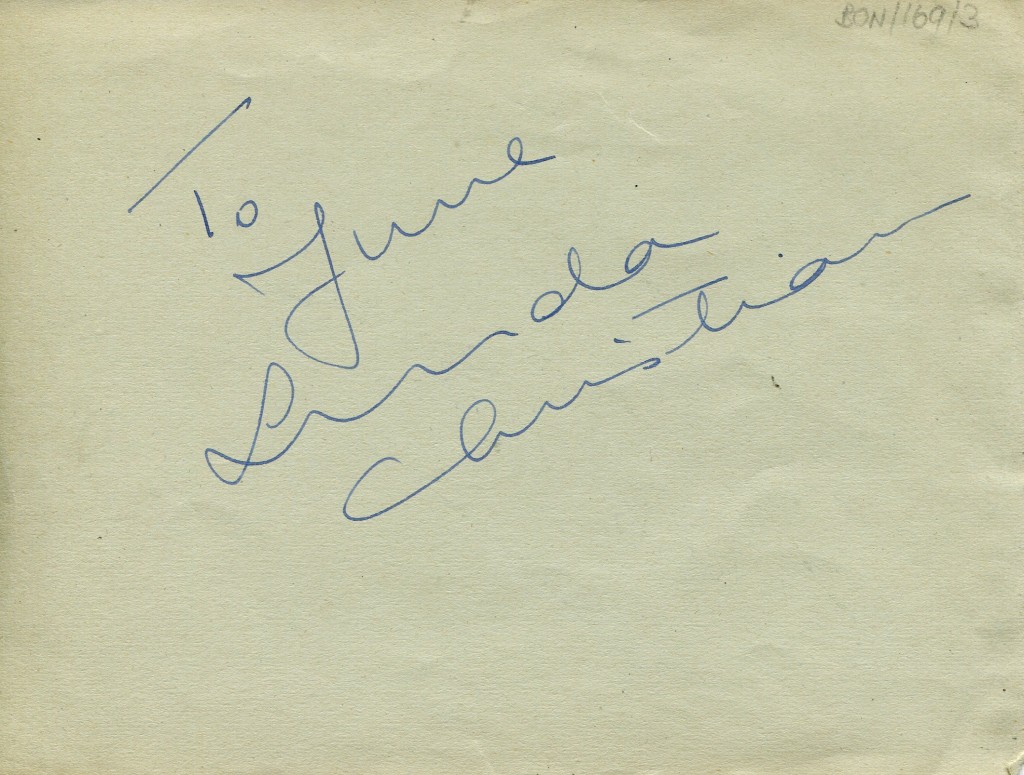 BON/169/3
To June
Linda
Christian